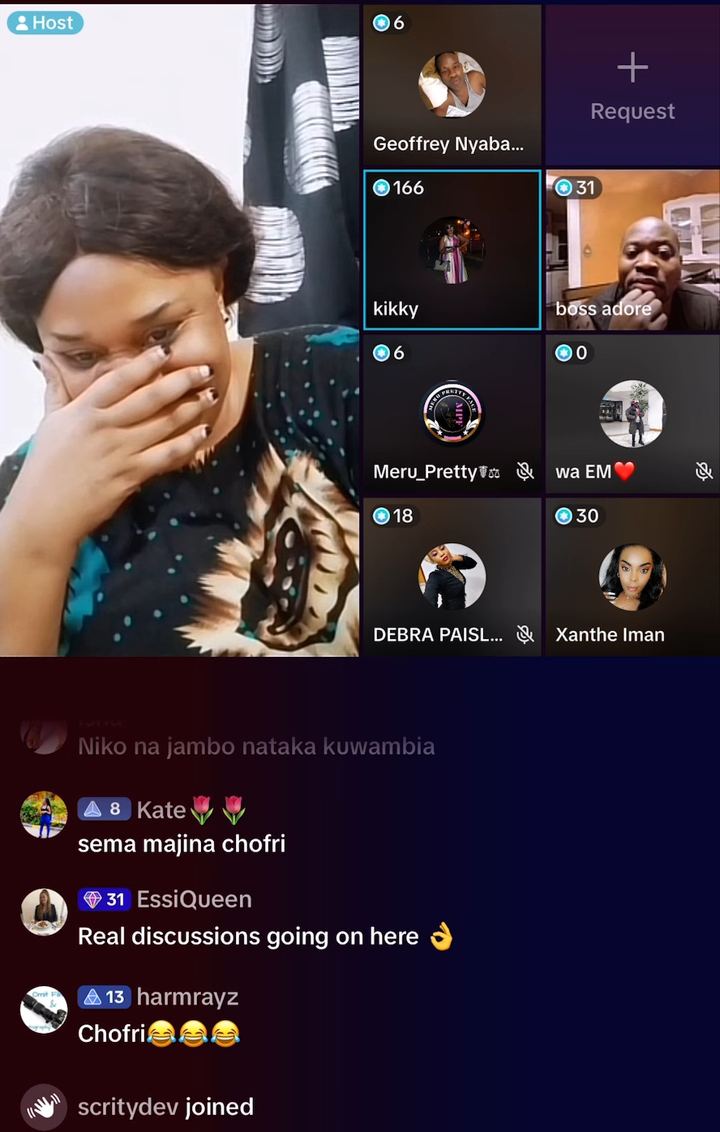 Host
6
Geoffrey Nyaba...
Request
166
kikky
31
boss adore
6
Meru_Pretty☤⚖
0
wa EM❤️
18
DEBRA PAISL...
30
Xanthe Iman
Niko na jambo nataka kuwambia
8 Kate🌷🌷
sema majina chofri
31 EssiQueen
Real discussions going on here 👌
13 harmrayz
Chofri😂😂😂
scritydev joined